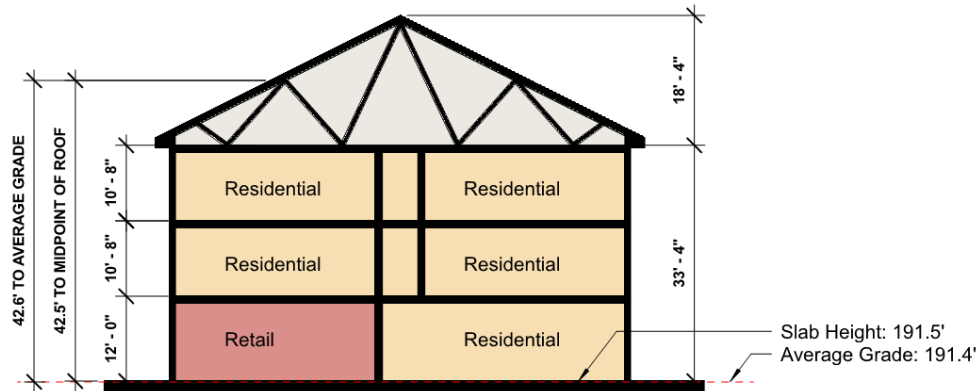 42.6' TO AVERAGE GRADE
42.5' TO MIDPOINT OF ROOF
10' - 8"
10' - 8"
12' - 0"
Residential
Residential
Residential
Residential
Retail
Residential
18' - 4"
33' - 4"
Slab Height: 191.5'
Average Grade: 191.4'